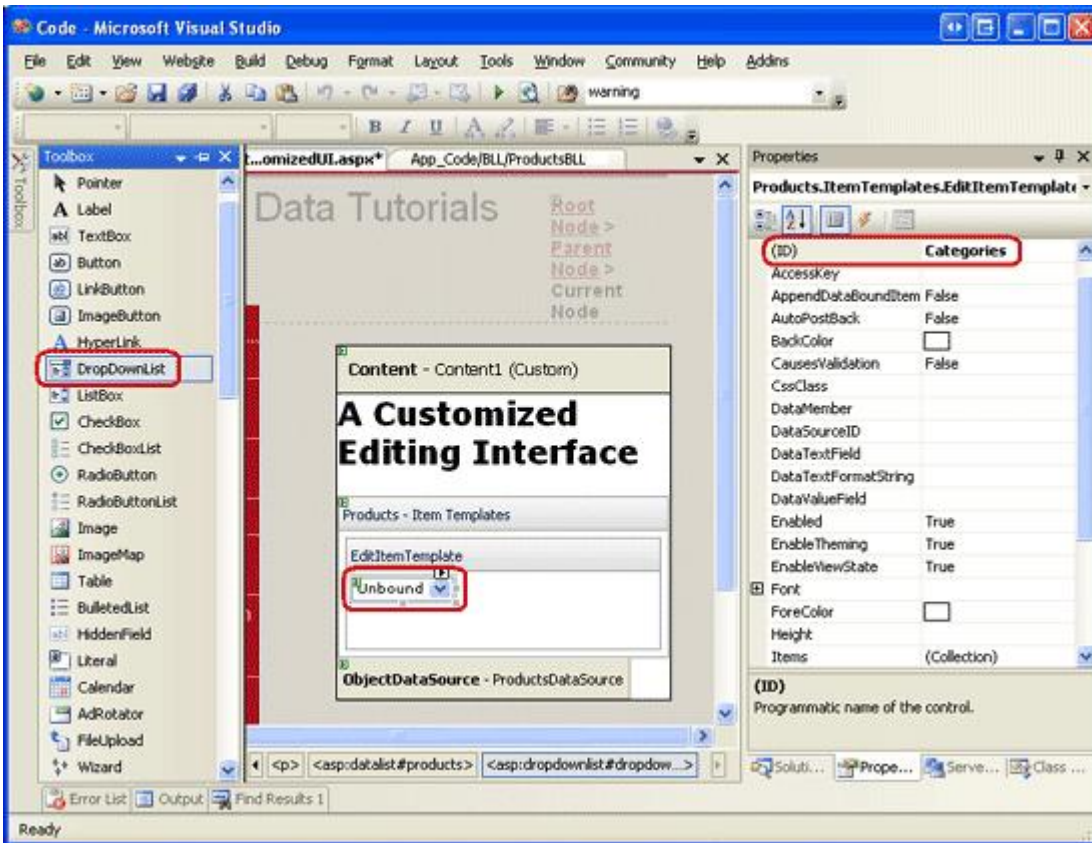 Code - Microsoft Visual Studio
File Edit View Website Build Debug Format Layout Tools Window Community Help Addins
warning
B I U A
Toolbox
Toolbox
Pointer
A Label
TextBox
Button
LinkButton
ImageButton
A HyperLink
DropDownList
ListBox
CheckBox
CheckBoxList
RadioButton
RadioButtonList
Image
ImageMap
Table
BulletedList
HiddenField
Literal
Calendar
AdRotator
FileUpload
Wizard
t...omizedUI.aspx* App_Code/BLL/ProductsBLL
Data Tutorials
Root
Node >
Parent
Node >
Current
Node
Content - Content1 (Custom)
A Customized
Editing Interface
Products - Item Templates
EditItemTemplate
Unbound
ObjectDataSource - ProductsDataSource
<p> <asp:datalist#products> <asp:dropdownlist#dropdow...>
Properties
Products.ItemTemplates.EditItemTemplate
(ID) Categories
AccessKey
AppendDataBoundItem False
AutoPostBack False
BackColor
CausesValidation False
CssClass
DataMember
DataSourceID
DataTextField
DataTextFormatString
DataValueField
Enabled True
EnableTheming True
EnableViewState True
Font
ForeColor
Height
Items (Collection)
(ID)
Programmatic name of the control.
Soluti... Prope... Serve... Class ...
Error List Output Find Results 1
Ready